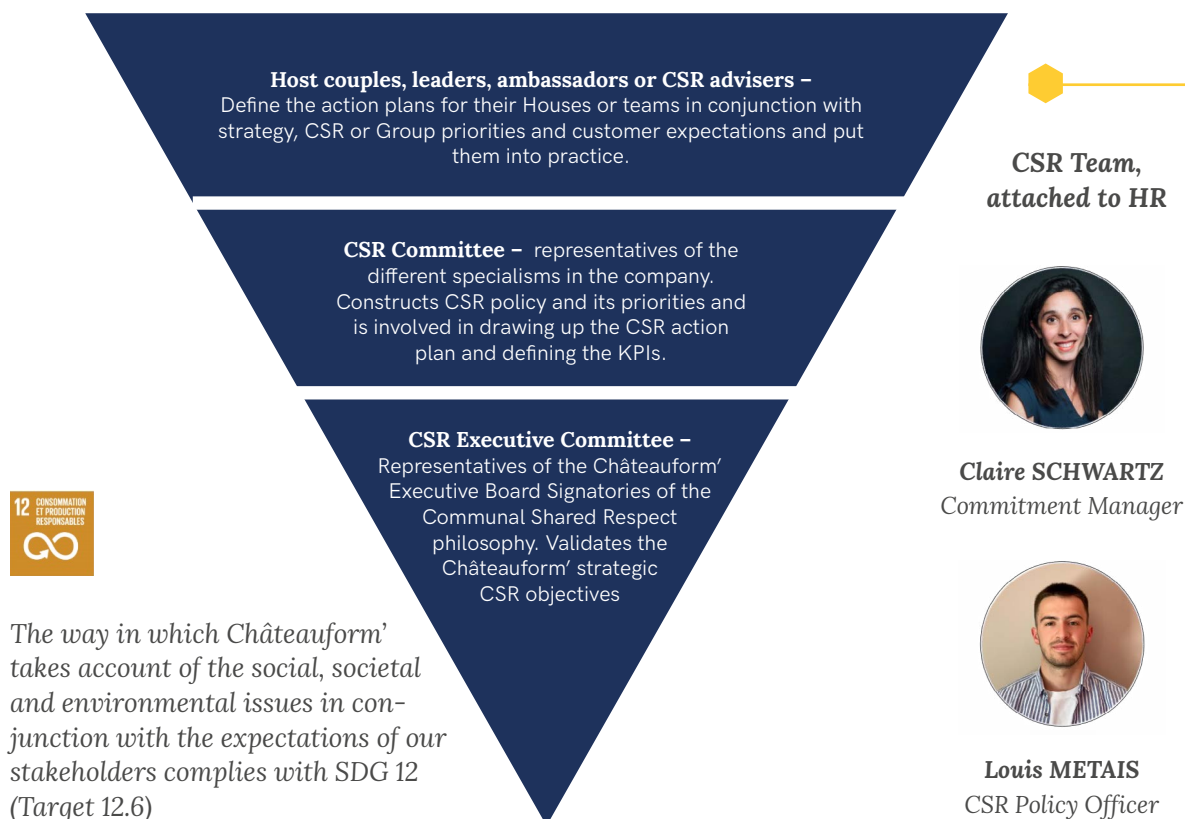 Host couples, leaders, ambassadors or CSR advisers –
Define the action plans for their Houses or teams in conjunction with
strategy, CSR or Group priorities and customer expectations and put
them into practice.
CSR Committee – representatives of the
different specialisms in the company.
Constructs CSR policy and its priorities and
is involved in drawing up the CSR action
plan and defining the KPIs.
CSR Executive Committee –
Representatives of the Châteauform’
Executive Board Signatories of the
Communal Shared Respect
philosophy. Validates the
Châteauform’ strategic
CSR objectives
12 CONSOMMATION
ET PRODUCTION
RESPONSABLES
The way in which Châteauform’
takes account of the social, societal
and environmental issues in con-
junction with the expectations of our
stakeholders complies with SDG 12
(Target 12.6)
CSR Team,
attached to HR
Claire SCHWARTZ
Commitment Manager
Louis METAIS
CSR Policy Officer